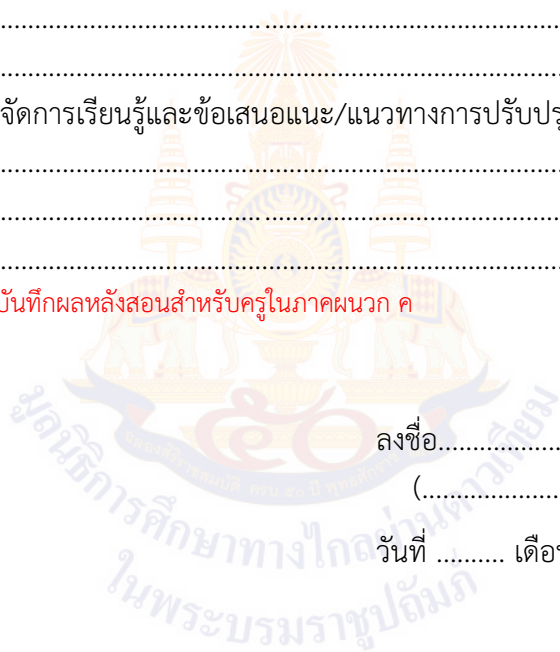 ..........................................................................................
..........................................................................................
จัดการเรียนรู้และข้อเสนอแนะ/แนวทางการปรับปรุ
..........................................................................................
..........................................................................................
..........................................................................................
บันทึกผลหลังสอนสำหรับครูในภาคผนวก ค
ลงชื่อ..................
(....................
วันที่ .......... เดือน
มูลนิธิการศึกษาทางไกลผ่านดาวเทียม
ในพระบรมราชูปถัมภ์